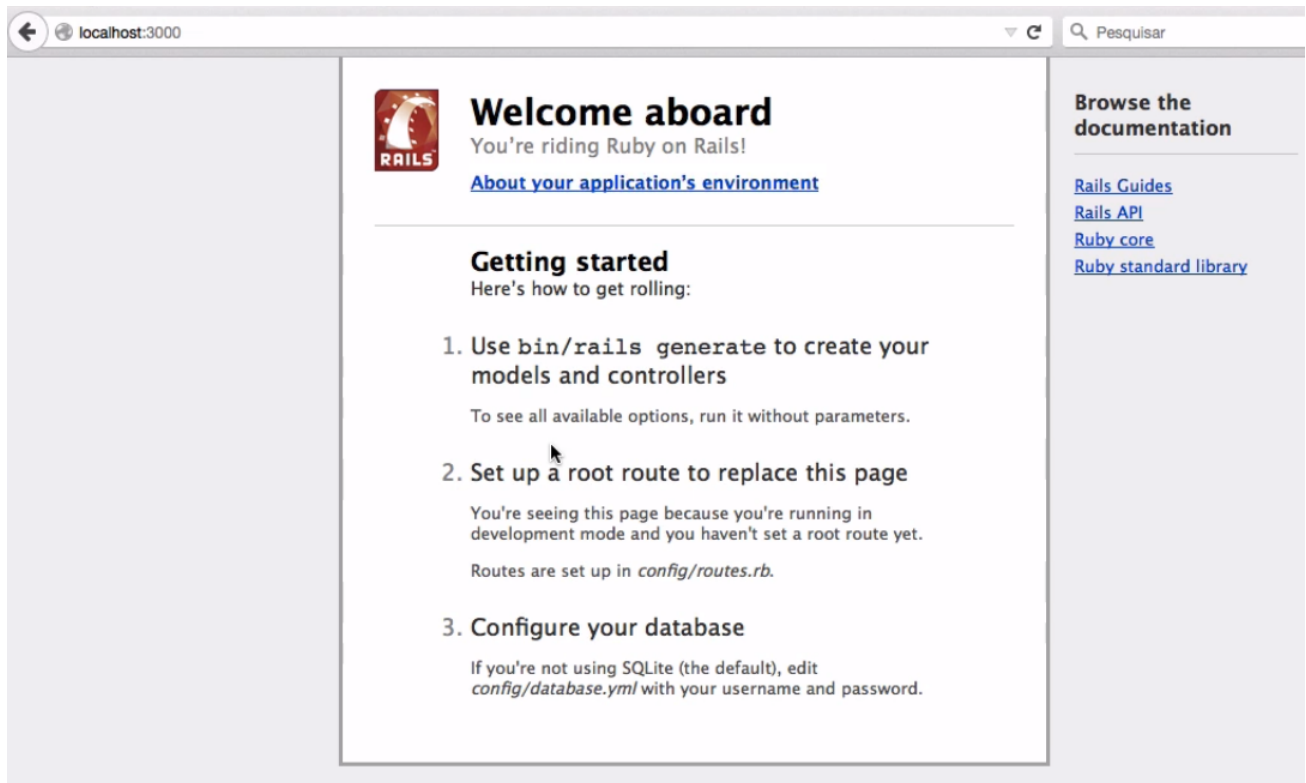 localhost:3000
Pesquisar
RAILS
Welcome aboard
You're riding Ruby on Rails!
About your application's environment
Getting started
Here's how to get rolling:
1. Use bin/rails generate to create your
models and controllers
To see all available options, run it without parameters.
2. Set up a root route to replace this page
You're seeing this page because you're running in
development mode and you haven't set a root route yet.
Routes are set up in config/routes.rb.
3. Configure your database
If you're not using SQLite (the default), edit
config/database.yml with your username and password.
Browse the
documentation
Rails Guides
Rails API
Ruby core
Ruby standard library